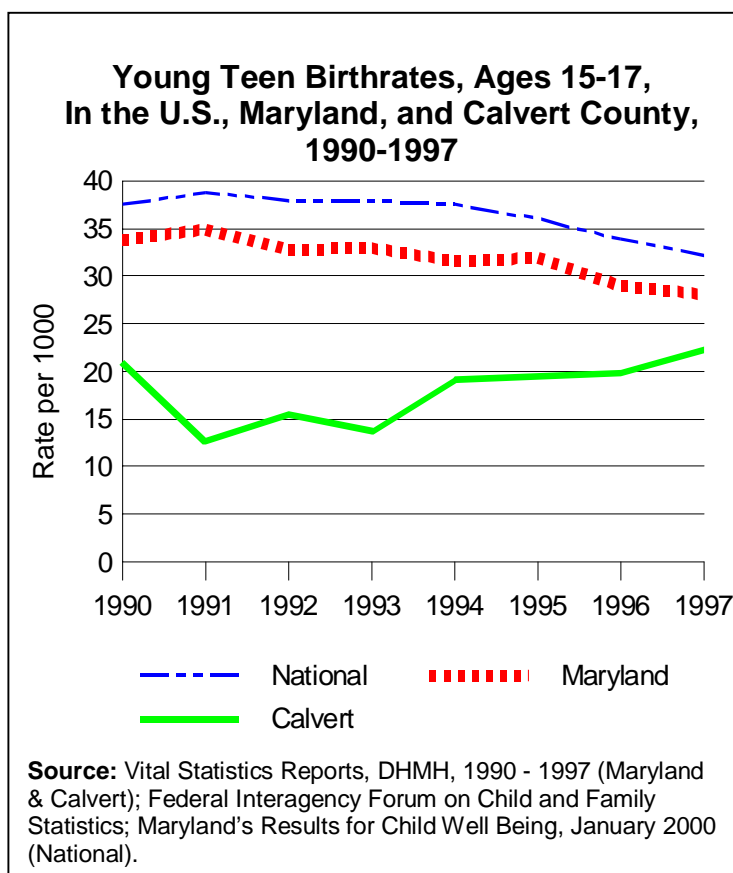 Young Teen Birthrates, Ages 15-17,
In the U.S., Maryland, and Calvert County,
1990-1997
40
35
30
25
20
15
10
5
0
Rate per 1000
1990 1991 1992 1993 1994 1995 1996 1997
National Maryland
Calvert
Source: Vital Statistics Reports, DHMH, 1990 - 1997 (Maryland
& Calvert); Federal Interagency Forum on Child and Family
Statistics; Maryland's Results for Child Well Being, January 2000
(National).